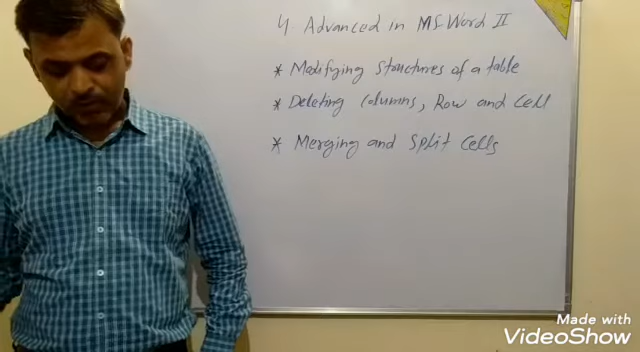 4 Advanced in MS Word II
* Modifying Structures of a table
* Deleting Columns, Row and Cell
* Merging and Split Cells
Made with
VideoShow